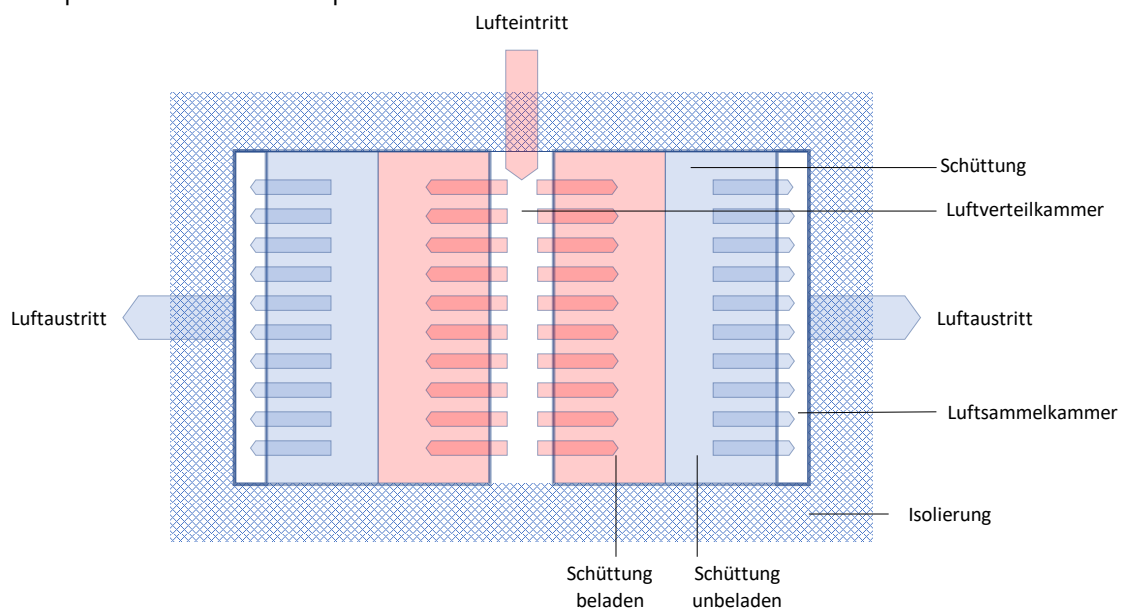 Lufteintritt
Schüttung
Luftverteilkammer
Luftaustritt
Luftaustritt
Luftsammelkammer
Isolierung
Schüttung
beladen
Schüttung
unbeladen